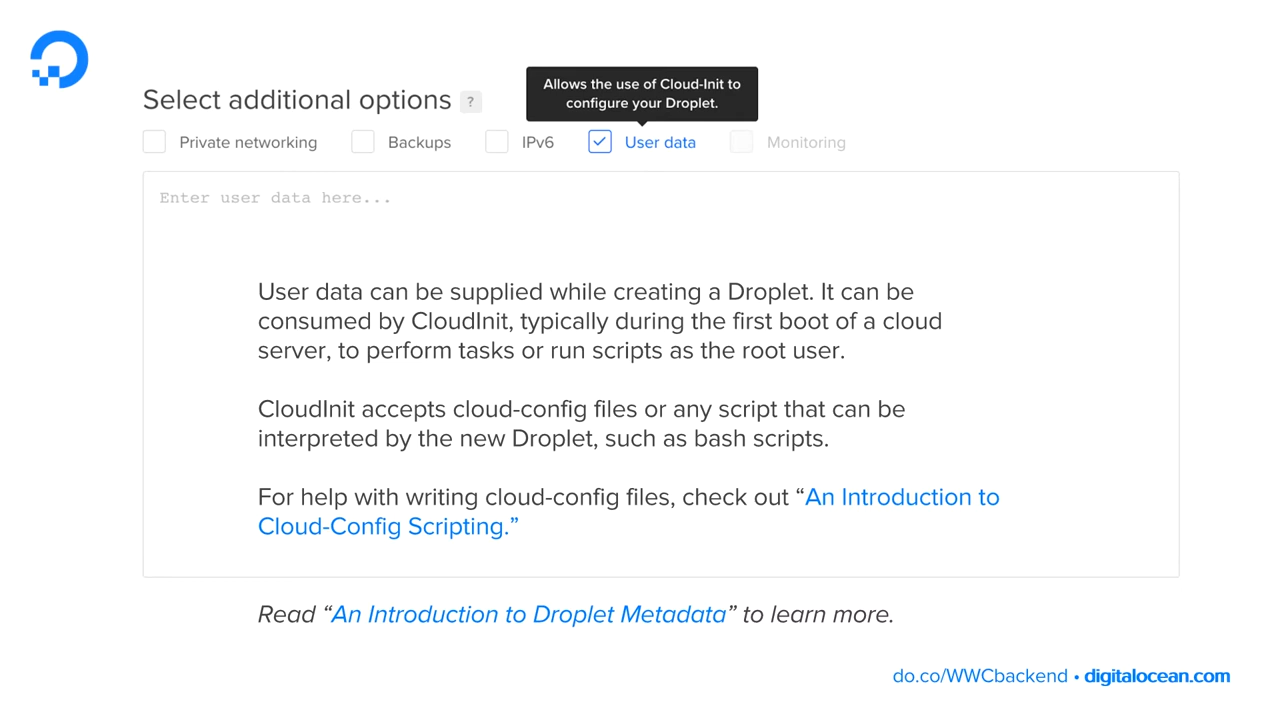 Allows the use of Cloud-Init to
configure your Droplet.
Select additional options ?
Private networking Backups IPv6 User data Monitoring
Enter user data here...
User data can be supplied while creating a Droplet. It can be
consumed by CloudInit, typically during the first boot of a cloud
server, to perform tasks or run scripts as the root user.
CloudInit accepts cloud-config files or any script that can be
interpreted by the new Droplet, such as bash scripts.
For help with writing cloud-config files, check out “An Introduction to
Cloud-Config Scripting.”
Read “An Introduction to Droplet Metadata” to learn more.
do.co/WWCbackend • digitalocean.com